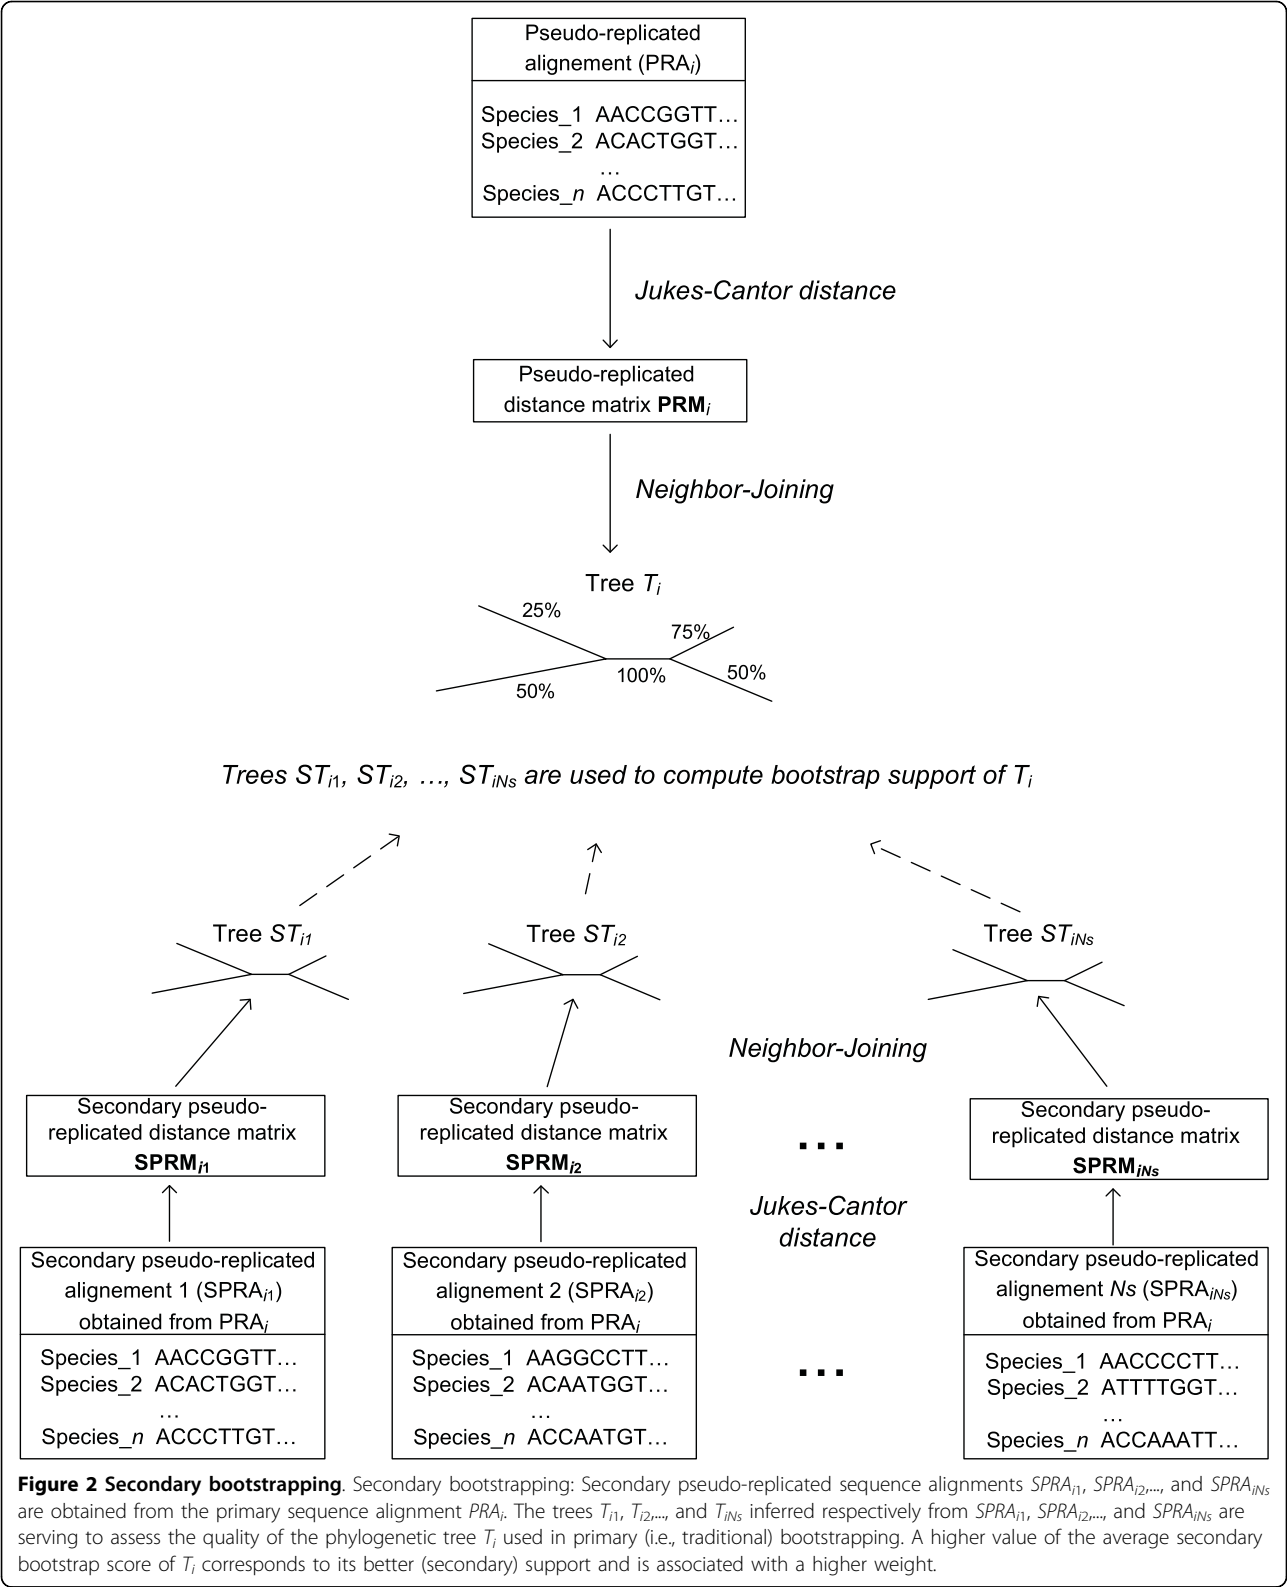 Pseudo-replicated
alignement (PRAi)
Species_1 AACCGGTT…
Species_2 ACACTGGT…
…
Species_n ACCCTTGT…
Jukes-Cantor distance
Pseudo-replicated
distance matrix PRMi
Neighbor-Joining
Tree Ti
25%
75%
100%
50%
50%
Trees STi1, STi2, …, STiNs are used to compute bootstrap support of Ti
Tree STi1
Tree STi2
Tree STiNs
Neighbor-Joining
Secondary pseudo-
replicated distance matrix
SPRMi1
Secondary pseudo-
replicated distance matrix
SPRMi2
…
Secondary pseudo-
replicated distance matrix
SPRMiNs
Jukes-Cantor
distance
Secondary pseudo-replicated
alignement 1 (SPRAi1)
obtained from PRAi
Species_1 AACCGGTT…
Species_2 ACACTGGT…
…
Species_n ACCCTTGT…
Secondary pseudo-replicated
alignement 2 (SPRAi2)
obtained from PRAi
Species_1 AAGGCCTT…
Species_2 ACAATGGT…
…
Species_n ACCAATGT…
…
Secondary pseudo-replicated
alignement Ns (SPRAiNs)
obtained from PRAi
Species_1 AACCCCTT…
Species_2 ATTTTGGT…
…
Species_n ACCAAATT…
Figure 2 Secondary bootstrapping. Secondary bootstrapping: Secondary pseudo-replicated sequence alignments SPRAi1, SPRAi2,..., and SPRAiNs
are obtained from the primary sequence alignment PRAi. The trees Ti1, Ti2,..., and TiNs inferred respectively from SPRAi1, SPRAi2,..., and SPRAiNs are
serving to assess the quality of the phylogenetic tree Ti used in primary (i.e., traditional) bootstrapping. A higher value of the average secondary
bootstrap score of Ti corresponds to its better (secondary) support and is associated with a higher weight.